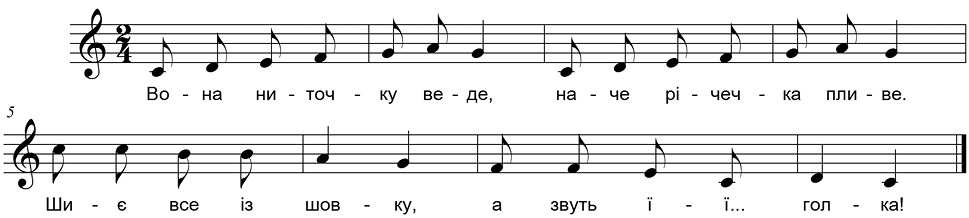 2 4
Во - на ни - точ - ку ве - де, на - че рі - чеч - ка пли - ве.
5
Ши - є все із шов - ку, а звуть ї - ї... гол - ка!